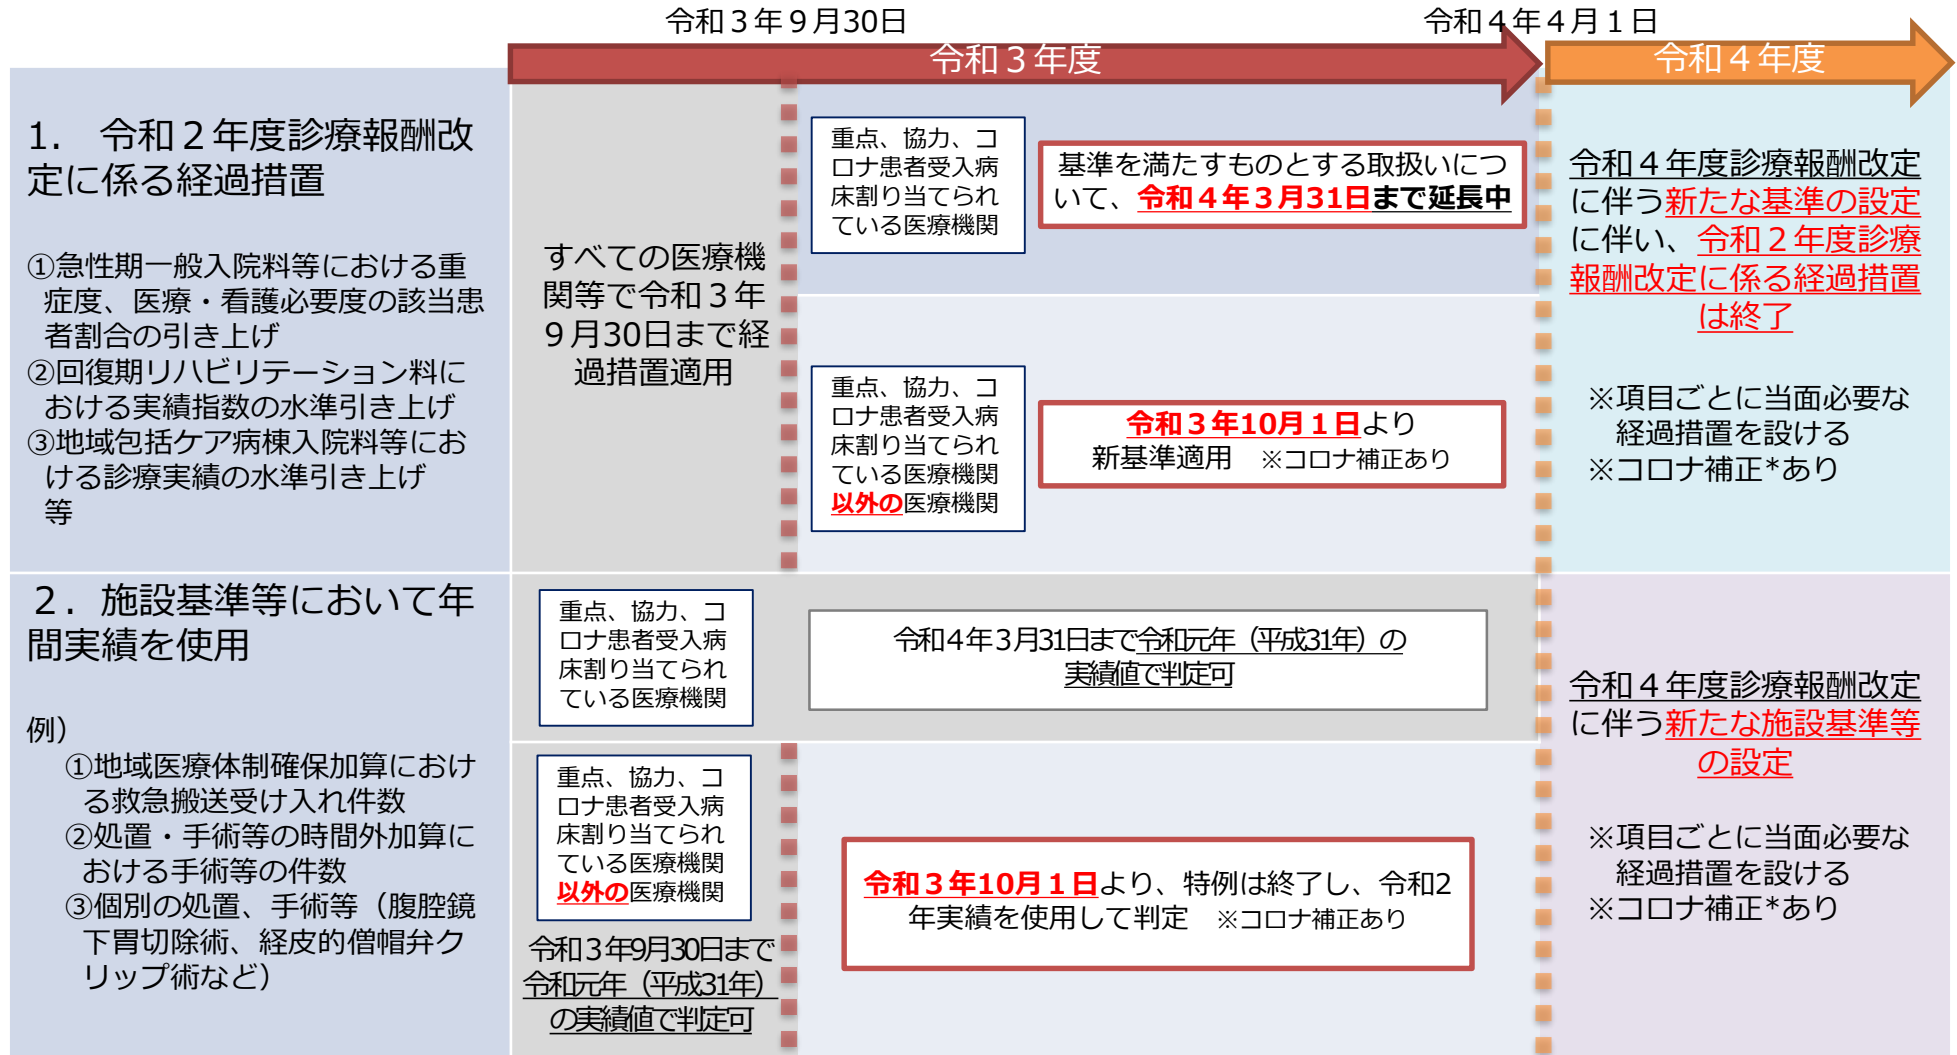 令和３年９月30日
令和４年４月１日
令和３年度
令和４年度
1.　令和２年度診療報酬改
定に係る経過措置
①急性期一般入院料等における重
症度、医療・看護必要度の該当患
者割合の引き上げ
②回復期リハビリテーション料に
おける実績指数の水準引き上げ
③地域包括ケア病棟入院料等にお
ける診療実績の水準引き上げ
等
すべての医療機
関等で令和３年
９月30日まで経
過措置適用
重点、協力、コ
ロナ患者受入病
床割り当てられ
ている医療機関
基準を満たすものとする取扱いにつ
いて、令和４年３月31日まで延長中
重点、協力、コ
ロナ患者受入病
床割り当てられ
ている医療機関
以外の医療機関
令和３年10月１日より
新基準適用　※コロナ補正あり
令和４年度診療報酬改定
に伴う新たな基準の設定
に伴い、令和２年度診療
報酬改定に係る経過措置
は終了
※項目ごとに当面必要な
経過措置を設ける
※コロナ補正*あり
２．施設基準等において年
間実績を使用
例）
①地域医療体制確保加算におけ
る救急搬送受け入れ件数
②処置・手術等の時間外加算に
おける手術等の件数
③個別の処置、手術等（腹腔鏡
下胃切除術、経皮的僧帽弁ク
リップ術など）
重点、協力、コ
ロナ患者受入病
床割り当てられ
ている医療機関
令和４年３月31日まで令和元年（平成31年）の
実績値で判定可
重点、協力、コ
ロナ患者受入病
床割り当てられ
ている医療機関
以外の医療機関
令和３年9月30日まで
令和元年（平成31年）
の実績値で判定可
令和３年10月１日より、特例は終了し、令和2
年実績を使用して判定　※コロナ補正あり
令和４年度診療報酬改定
に伴う新たな施設基準等
の設定
※項目ごとに当面必要な
経過措置を設ける
※コロナ補正*あり